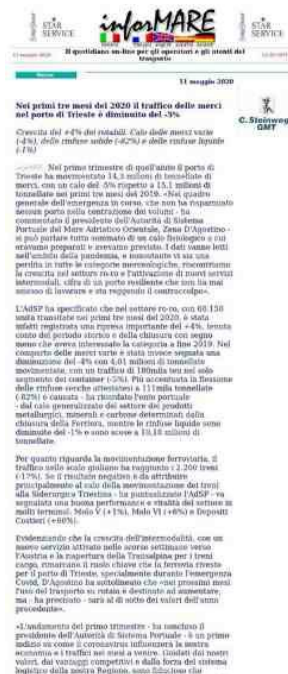 STAR
SERVICE
inforMARE
STAR
SERVICE
11 maggio 2020
Il quotidiano on-line per gli operatori e gli utenti del
trasporto
11 maggio 2020
Nei primi tre mesi del 2020 il traffico delle merci
nel porto di Trieste è diminuito del -5%
C. Steinweg
GMT
Crescita del +4% dei rotabili. Calo delle merci varie
(-4%), delle rinfuse solide (-82%) e delle rinfuse liquide
(-1%)
Nel primo trimestre di quest'anno il porto di
Trieste ha movimentato 14,3 milioni di tonnellate di
merci, con un calo del -5% rispetto a 15,1 milioni di
tonnellate nei primi tre mesi del 2019. «Nel quadro
generale dell'emergenza in corso, che non ha risparmiato
nessun porto nella contrazione dei volumi - ha
commentato il presidente dell'Autorità di Sistema
Portuale del Mare Adriatico Orientale, Zeno D'Agostino -
si può parlare tutto sommato di un calo fisiologico a cui
eravamo preparati e avevamo previsto. I dati vanno letti
nell'ambito della pandemia, e nonostante vi sia una
perdita in tutte le categorie merceologiche, riscontriamo
la crescita nel settore ro-ro e l'attivazione di nuovi servizi
intermodali, cifra di un porto resiliente che non ha mai
smesso di lavorare e sta reggendo il contraccolpo».
L'AdSP ha specificato che nel settore ro-ro, con 66.150
unità transitate nei primi tre mesi del 2020, è stata
infatti registrata una ripresa importante del +4%, tenuto
conto del periodo storico e della chiusura con segno
meno che aveva interessato la categoria a fine 2019. Nel
comparto delle merci varie è stata invece segnata una
diminuzione del -4% con 4,01 milioni di tonnellate
movimentate, con un traffico di 180mila teu nel solo
segmento dei container (-5%). Più accentuata la flessione
delle rinfuse secche attestatesi a 111mila tonnellate
(-82%) e causata - ha ricordato l'ente portuale
- dal calo generalizzato del settore dei prodotti
metallurgici, minerali e carbone determinati dalla
chiusura della Ferriera, mentre le rinfuse liquide sono
diminuite del -1% e sono scese a 10,18 milioni di
tonnellate.
Per quanto riguarda la movimentazione ferroviaria, il
traffico nello scalo giuliano ha raggiunto i 2.200 treni
(-17%). Se il risultato negativo è da attribuire
principalmente al calo della movimentazione dei treni
alla Siderurgica Triestina - ha puntualizzato l'AdSP - va
segnalata una buona performance e vitalità del settore in
molti terminal: Molo V (+1%), Molo VI (+6%) e Depositi
Costieri (+60%).
Evidenziando che la crescita dell'intermodalità, con un
nuovo servizio attivato nelle scorse settimane verso
l'Austria e la riapertura della Transalpina per i treni
cargo, rimarcano il ruolo chiave che la ferrovia riveste
per il porto di Trieste, specialmente durante l'emergenza
Covid, D'Agostino ha sottolineato che «nei prossimi mesi
l'uso del trasporto su rotaia è destinato ad aumentare,
ma - ha precisato - sarà al di sotto dei valori dell'anno
precedente».
«L'andamento del primo trimestre - ha concluso il
presidente dell'Autorità di Sistema Portuale - è un primo
indizio su come il coronavirus influenzerà la nostra
economia e i traffici nei mesi a venire. Guidati dai nostri
valori, dai vantaggi competitivi e dalla forza del sistema
logistico della nostra Regione, sono fiducioso che